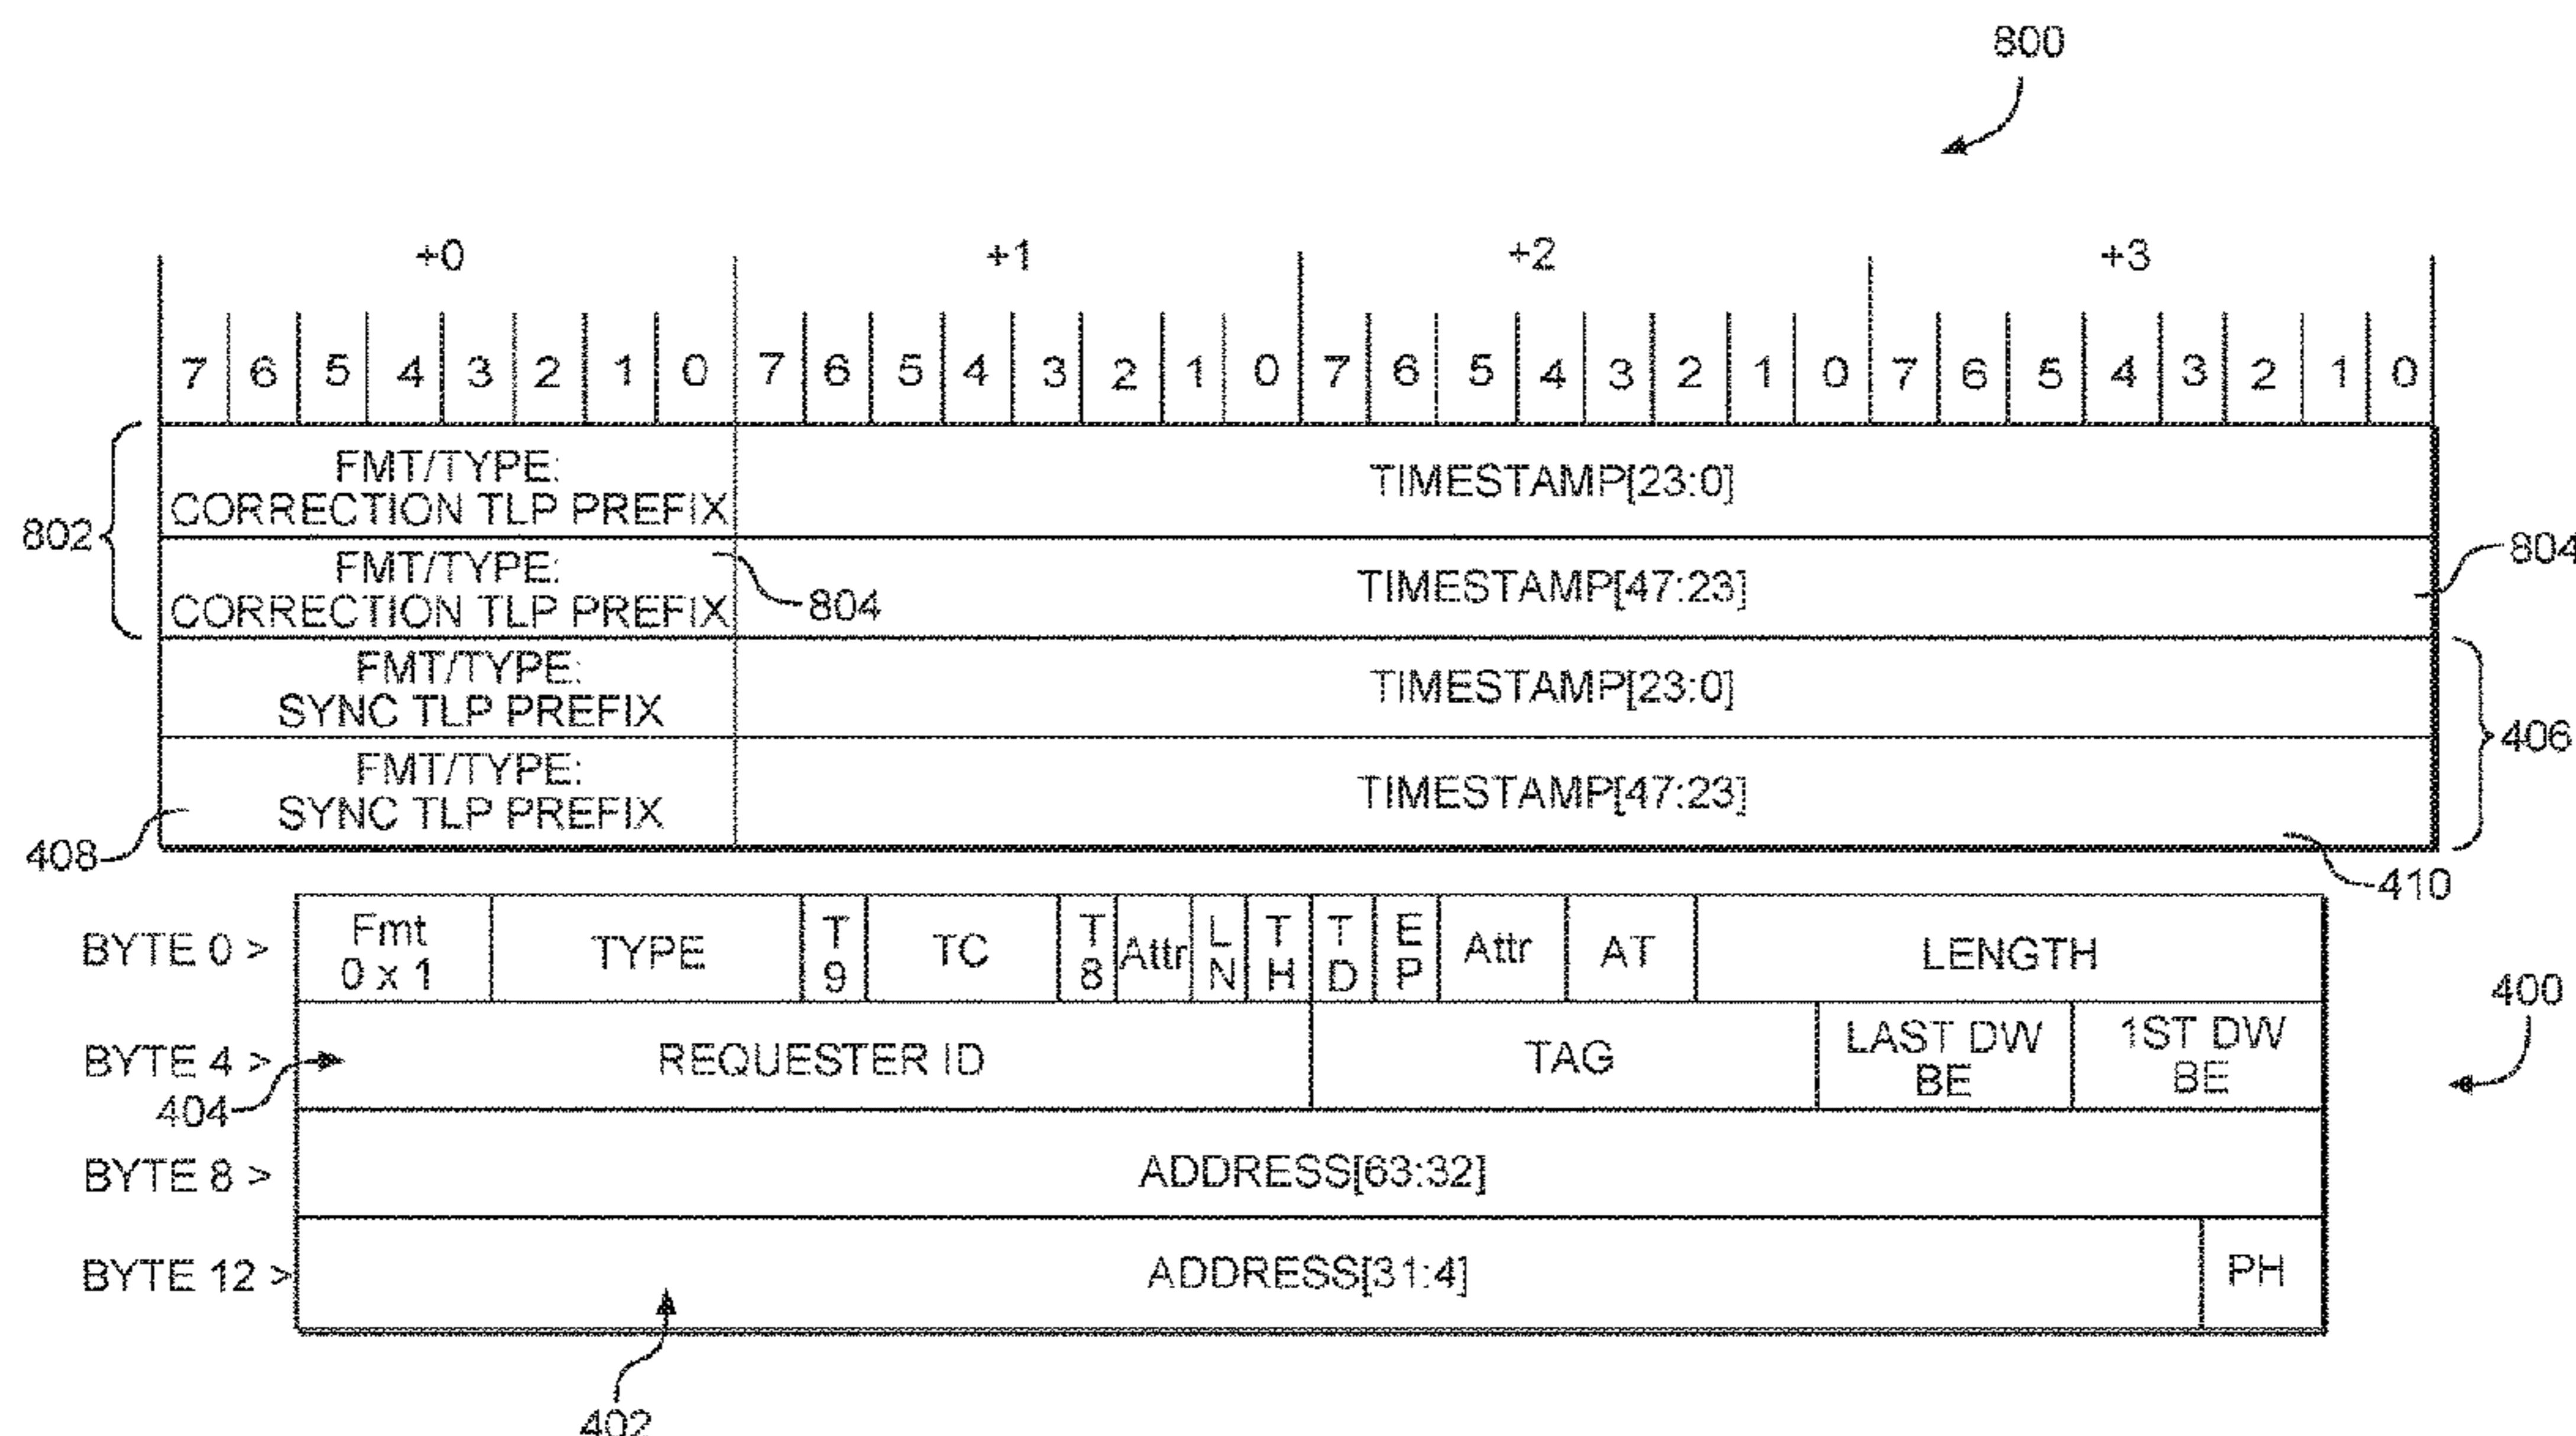 800
+0 +1 +2 +3
7 6 5 4 3 2 1 0 7 6 5 4 3 2 1 0 7 6 5 4 3 2 1 0 7 6 5 4 3 2 1 0
802
FMT/TYPE:
CORRECTION TLP PREFIX
TIMESTAMP[23:0]
FMT/TYPE:
CORRECTION TLP PREFIX
804
TIMESTAMP[47:23]
804
FMT/TYPE:
SYNC TLP PREFIX
TIMESTAMP[23:0]
406
FMT/TYPE:
SYNC TLP PREFIX
TIMESTAMP[47:23]
408
410
BYTE 0 >
Fmt
0 x 1
TYPE
T
9
TC
T
8
Attr
L
N
T
H
T
D
E
P
Attr
AT
LENGTH
400
BYTE 4 >
404
REQUESTER ID
TAG
LAST DW
BE
1ST DW
BE
BYTE 8 >
ADDRESS[63:32]
BYTE 12 >
ADDRESS[31:4]
PH
402